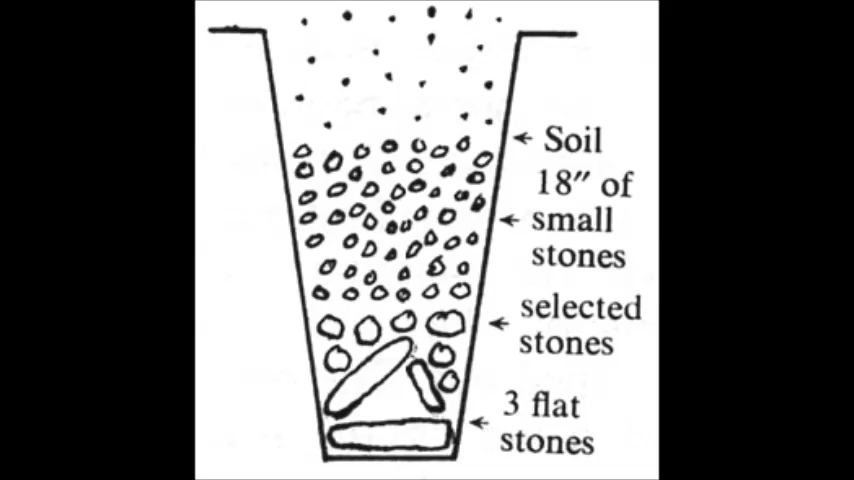 Soil
18″ of
small
stones
selected
stones
3 flat
stones